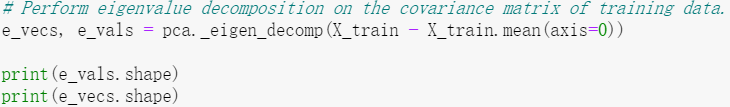 # Perform eigenvalue decomposition on the covariance matrix of training data.
e_vecs, e_vals = pca._eigen_decomp(X_train - X_train.mean(axis=0))
print(e_vals.shape)
print(e_vecs.shape)